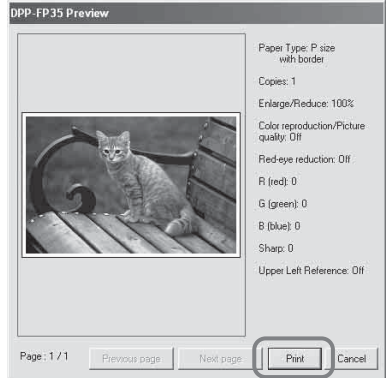 DPP-FP35 Preview
Paper Type: P size
with border
Copies: 1
Enlarge/Reduce: 100%
Color reproduction/Picture
quality: Off
Red-eye reduction: Off
R (red): 0
G (green): 0
B (blue): 0
Sharp: 0
Upper Left Reference: Off
Page : 1 / 1
Previous page
Next page
Print
Cancel